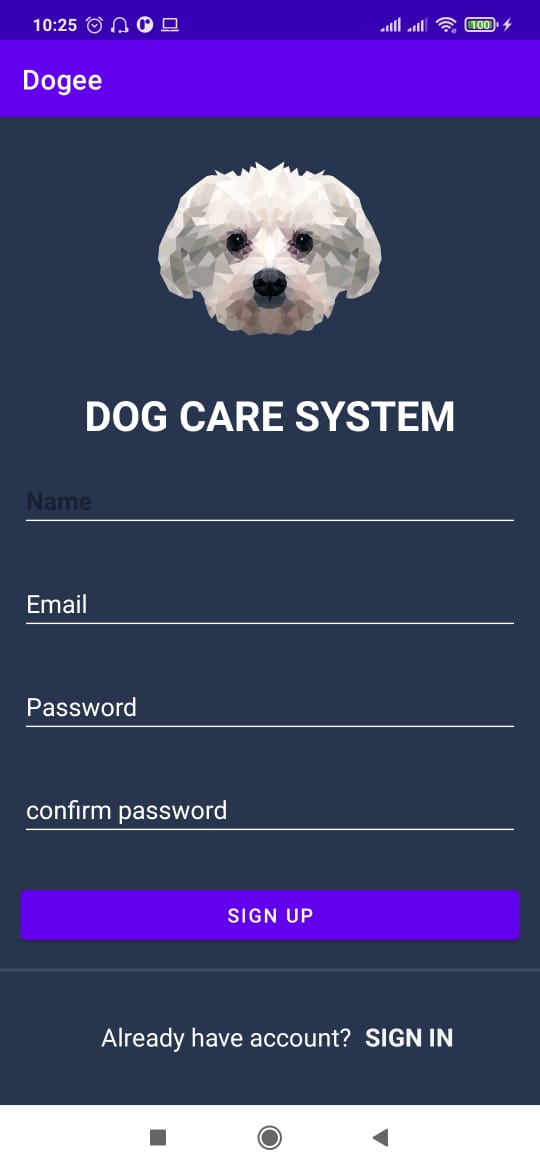 10:25
100
Dogee
DOG CARE SYSTEM
Name
Email
Password
confirm password
SIGN UP
Already have account? SIGN IN